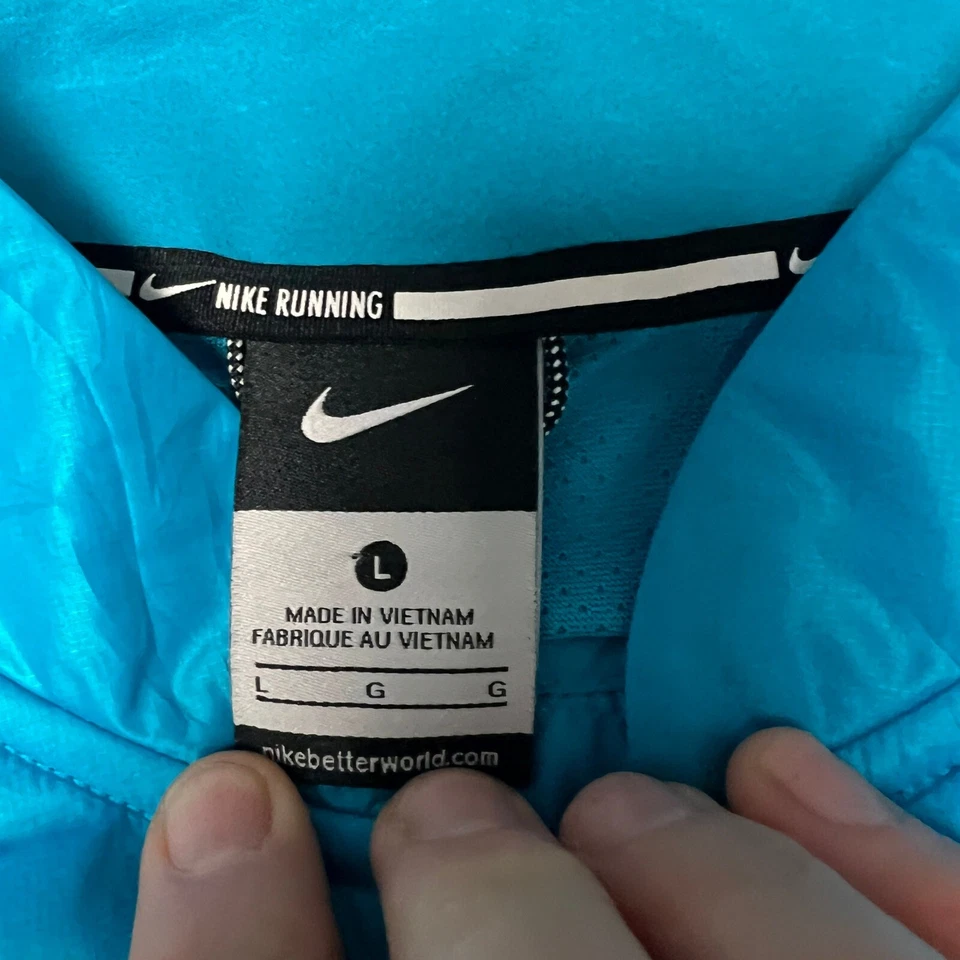 NIKE RUNNING
L
MADE IN VIETNAM
FABRIQUE AU VIETNAM
L G G
nikebetterworld.com